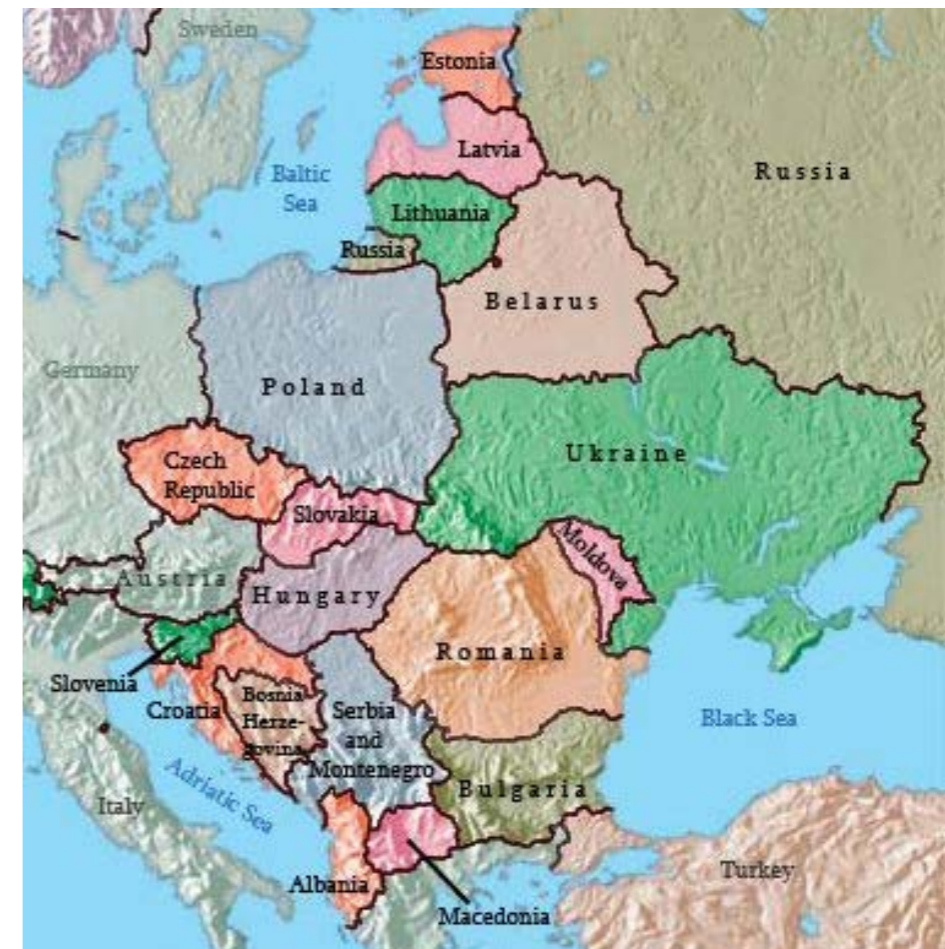 Sweden
Estonia
Latvia
Russia
Baltic
Sea
Lithuania
Russia
Belarus
Germany
Poland
Ukraine
Czech
Republic
Slovakia
Moldova
Austria
Hungary
Romania
Slovenia
Croatia
Bosnia
Herze-
govina
Serbia
and
Montenegro
Black Sea
Adriatic Sea
Italy
Bulgaria
Turkey
Albania
Macedonia